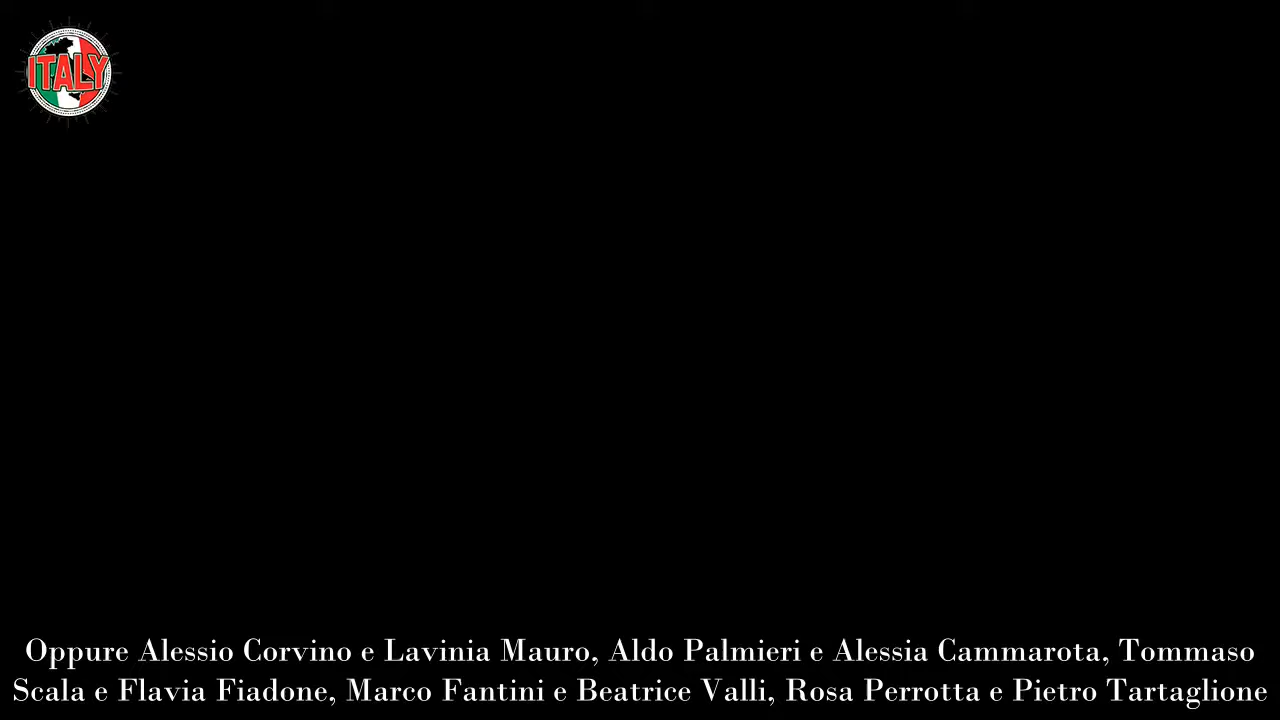 ITALY
Oppure Alessio Corvino e Lavinia Mauro, Aldo Palmieri e Alessia Cammarota, Tommaso
Scala e Flavia Fiadone, Marco Fantini e Beatrice Valli, Rosa Perrotta e Pietro Tartaglione